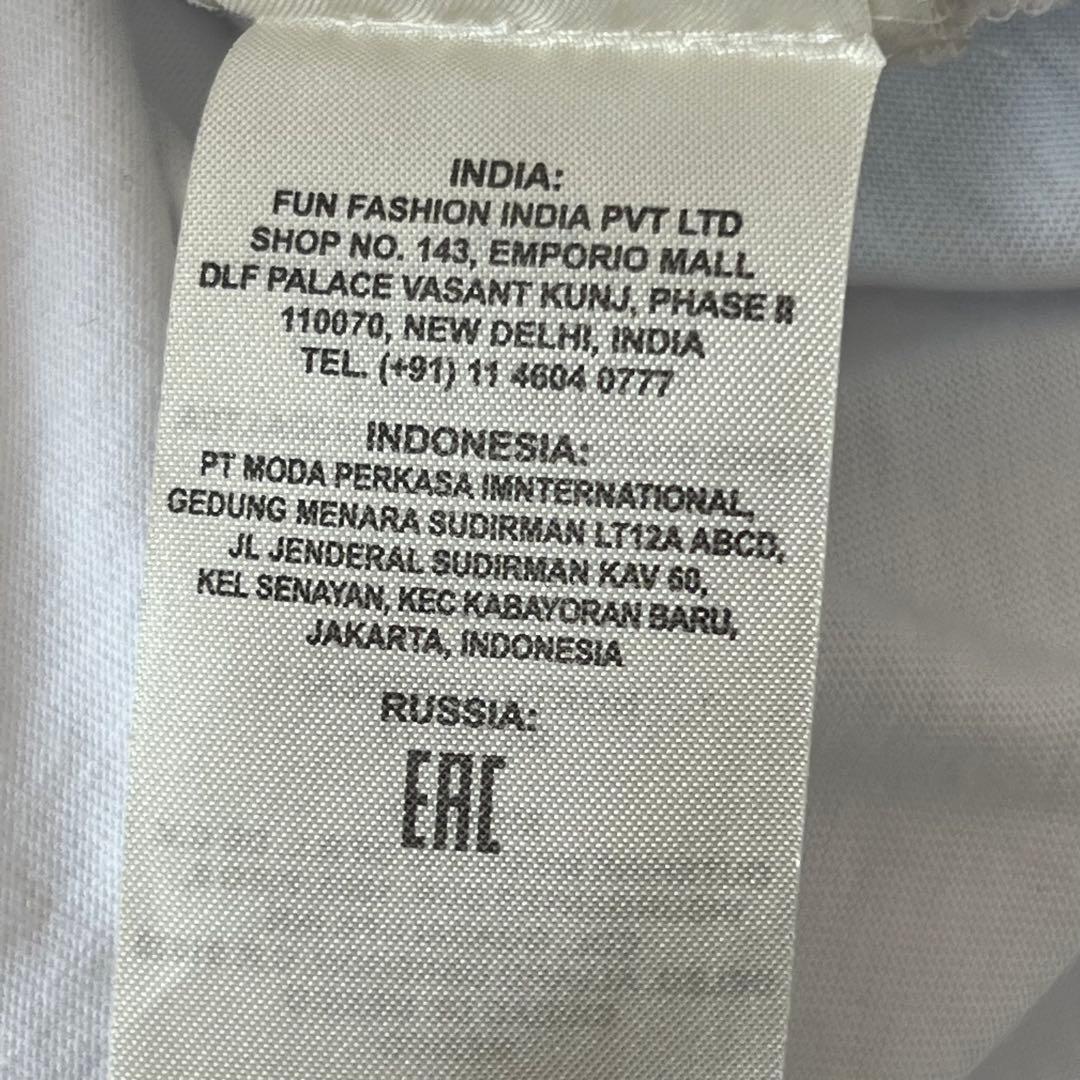 INDIA:
FUN FASHION INDIA PVT LTD
SHOP NO. 143, EMPORIO MALL
DLF PALACE VASANT KUNJ, PHASE II
110070, NEW DELHI, INDIA
TEL. (+91) 11 4604 0777
INDONESIA:
PT MODA PERKASA IMNTERNATIONAL,
GEDUNG MENARA SUDIRMAN LT12A ABCD,
JL JENDERAL SUDIRMAN KAV 60,
KEL SENAYAN, KEC KABAYORAN BARU,
JAKARTA, INDONESIA
RUSSIA:
EAC